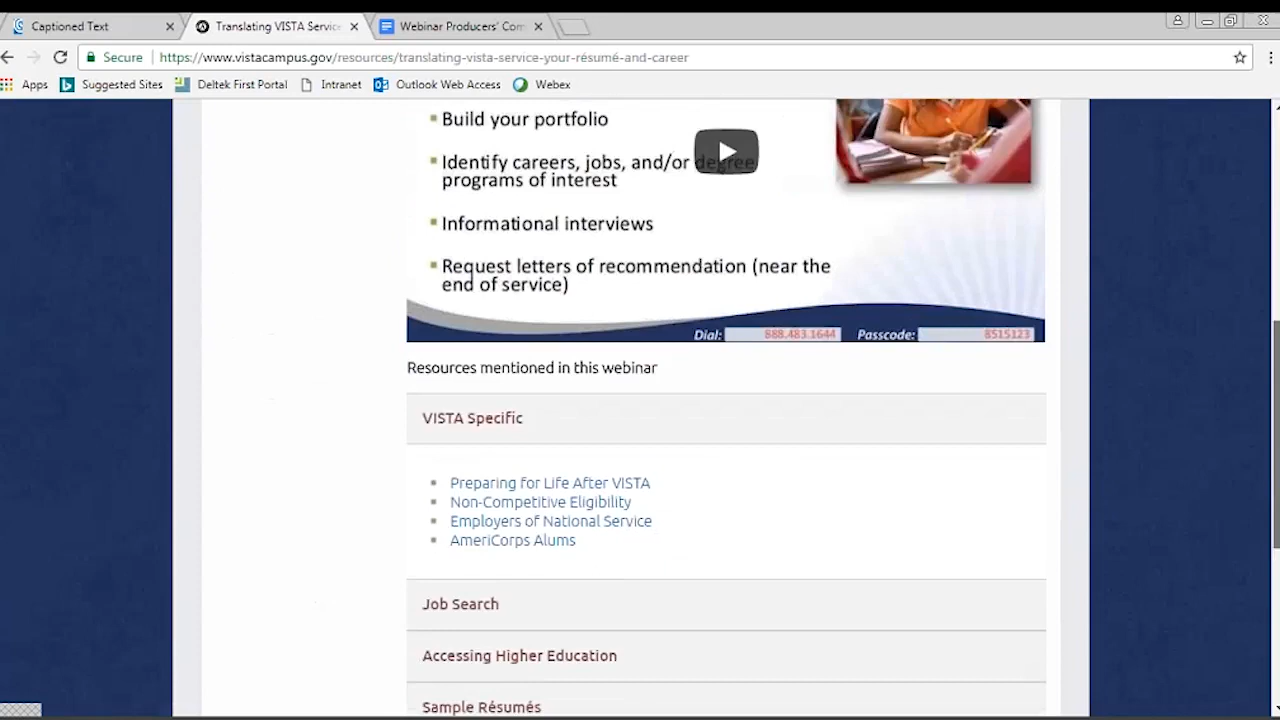 Captioned Text
Translating VISTA Servic
Webinar Producers' Com
Secure
https://www.vistacampus.gov/resources/translating-vista-service-your-résumé-and-career
Apps
Suggested Sites
Deltek First Portal
Intranet
Outlook Web Access
Webex
Build your portfolio
Identify careers, jobs, and/or degree
programs of interest
Informational interviews
Request letters of recommendation (near the
end of service)
Dial: 888.483.1644 Passcode: 8515123
Resources mentioned in this webinar
VISTA Specific
Preparing for Life After VISTA
Non-Competitive Eligibility
Employers of National Service
AmeriCorps Alums
Job Search
Accessing Higher Education
Sample Résumés